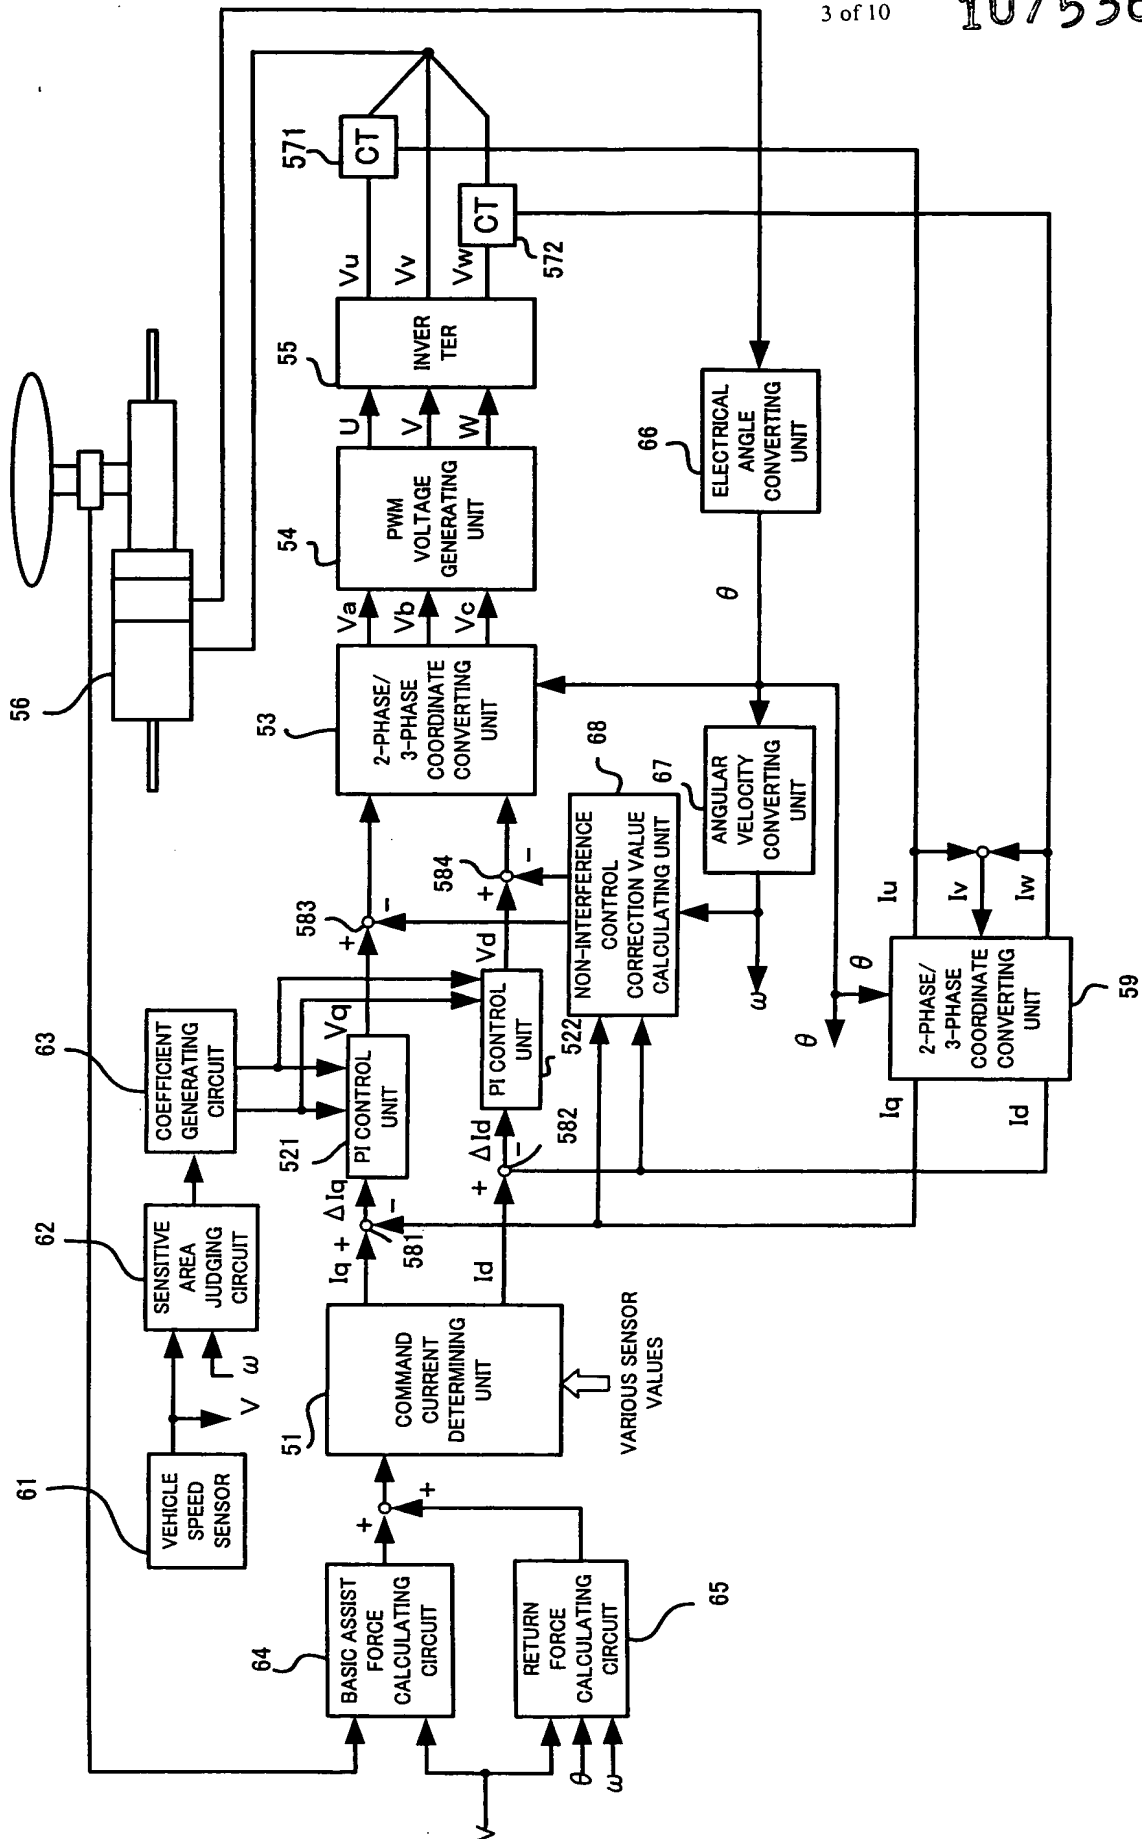 3 of 10
56
571
CT
CT
572
Vu
Vv
Vw
55
INVER
TER
U
V
W
54
PWM
VOLTAGE
GENERATING
UNIT
Va
Vb
Vc
53
2-PHASE/
3-PHASE
COORDINATE
CONVERTING
UNIT
66
ELECTRICAL
ANGLE
CONVERTING
UNIT
θ
67
ANGULAR
VELOCITY
CONVERTING
UNIT
ω
68
NON-INTERFERENCE
CONTROL
CORRECTION VALUE
CALCULATING UNIT
583
+
-
584
+
-
Vq
Vd
63
COEFFICIENT
GENERATING
CIRCUIT
521
PI CONTROL
UNIT
PI CONTROL
UNIT
522
62
SENSITIVE
AREA
JUDGING
CIRCUIT
ω
V
61
VEHICLE
SPEED
SENSOR
Iq +
ΔIq
-
581
Id
+
ΔId
-
582
51
COMMAND
CURRENT
DETERMINING
UNIT
VARIOUS SENSOR
VALUES
+
+
64
BASIC ASSIST
FORCE
CALCULATING
CIRCUIT
65
RETURN
FORCE
CALCULATING
CIRCUIT
V
θ
ω
Iu
Iv
Iw
θ
θ
59
2-PHASE/
3-PHASE
COORDINATE
CONVERTING
UNIT
Iq
Id